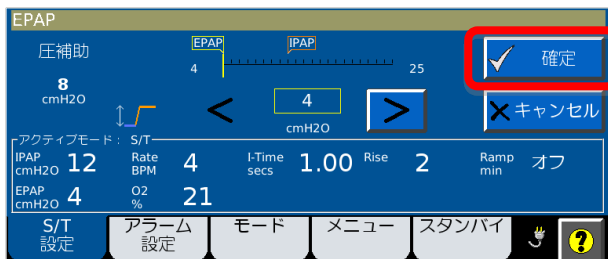 EPAP
圧補助
8
cmH2O
EPAP
IPAP
4
25
<
4
>
cmH2O
確定
キャンセル
アクティブモード： S/T
IPAP cmH2O 12 Rate BPM 4 I-Time secs 1.00 Rise 2 Ramp min オフ
EPAP cmH2O 4 O2 % 21
S/T 設定
アラーム 設定
モード
メニュー
スタンバイ
?